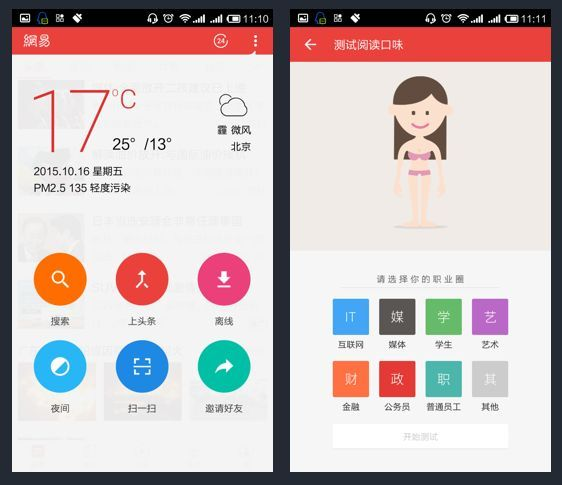 11:10
網易
24
17°C
25° /13°
霾 微风
北京
2015.10.16 星期五
PM2.5 135 轻度污染
搜索
上头条
离线
夜间
扫一扫
邀请好友
11:11
测试阅读口味
请选择你的职业圈
IT
媒
学
艺
互联网
媒体
学生
艺术
财
政
职
其
金融
公务员
普通员工
其他
开始测试